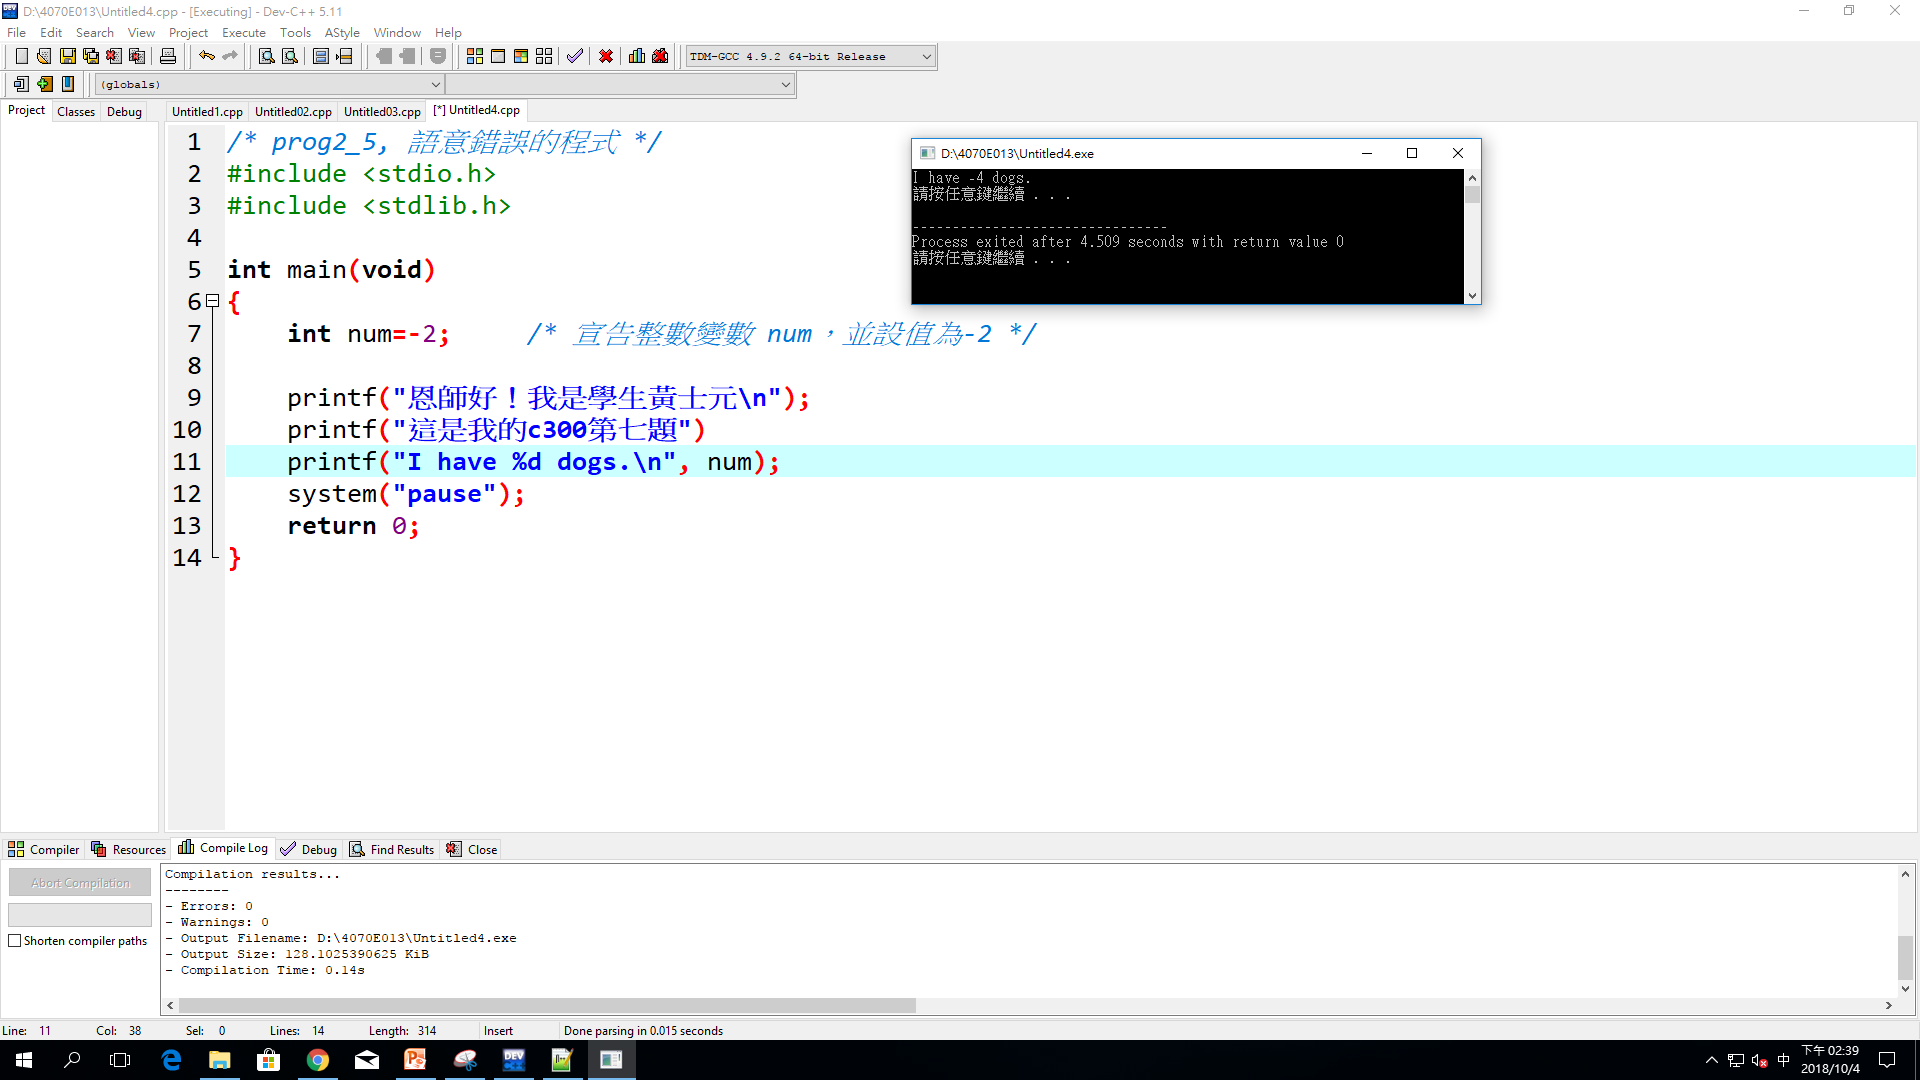 D:\4070E013\Untitled4.cpp - [Executing] - Dev-C++ 5.11
File Edit Search View Project Execute Tools AStyle Window Help
TDM-GCC 4.9.2 64-bit Release
(globals)
Project Classes Debug
Untitled1.cpp Untitled02.cpp Untitled03.cpp [*] Untitled4.cpp
1 /* prog2_5, 語意錯誤的程式 */
2 #include <stdio.h>
3 #include <stdlib.h>
4
5 int main(void)
6 {
7 int num=-2; /* 宣告整數變數 num，並設值為-2 */
8
9 printf("恩師好！我是學生黃士元\n");
10 printf("這是我的c300第七題")
11 printf("I have %d dogs.\n", num);
12 system("pause");
13 return 0;
14 }
D:\4070E013\Untitled4.exe
I have -4 dogs.
請按任意鍵繼續 . . .
--------------------------------
Process exited after 4.509 seconds with return value 0
請按任意鍵繼續 . . .
Compiler Resources Compile Log Debug Find Results Close
Abort Compilation
Shorten compiler paths
Compilation results...
--------
- Errors: 0
- Warnings: 0
- Output Filename: D:\4070E013\Untitled4.exe
- Output Size: 128.1025390625 KiB
- Compilation Time: 0.14s
Line: 11 Col: 38 Sel: 0 Lines: 14 Length: 314 Insert Done parsing in 0.015 seconds
中
下午 02:39
2018/10/4